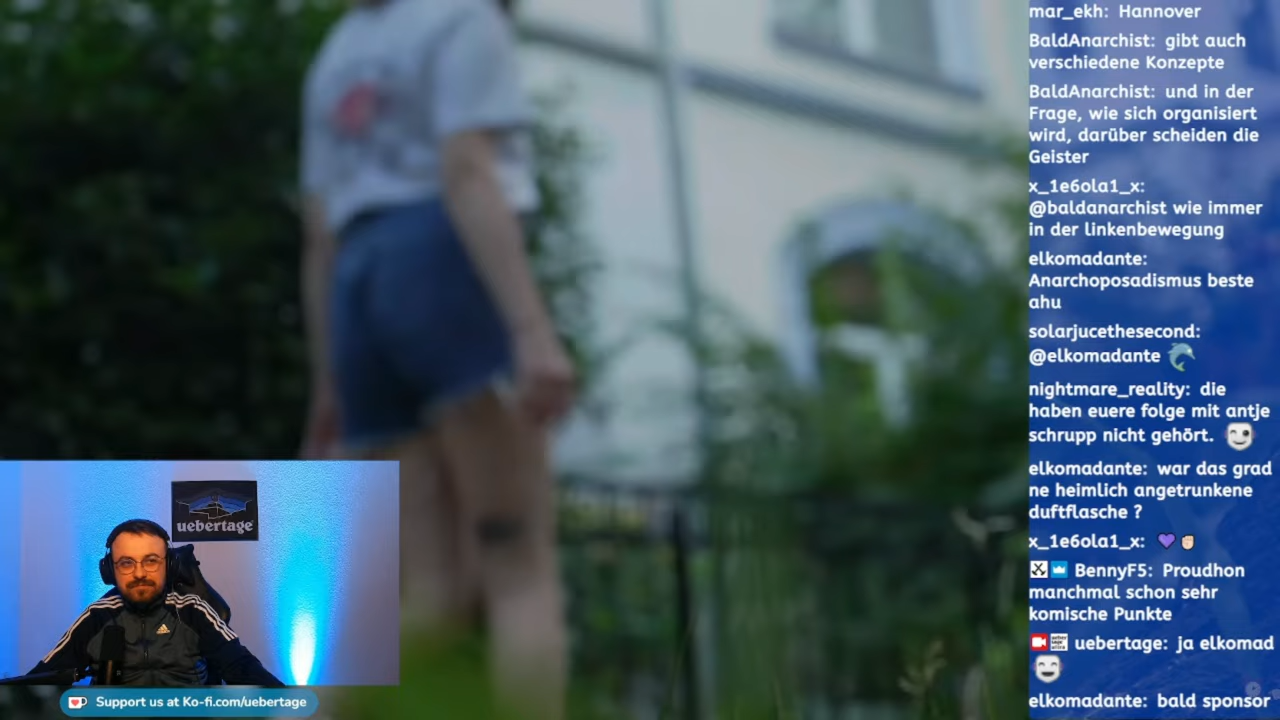 mar_ekh: Hannover
BaldAnarchist: gibt auch
verschiedene Konzepte
BaldAnarchist: und in der
Frage, wie sich organisiert
wird, darüber scheiden die
Geister
x_1e6ola1_x:
@baldanarchist wie immer
in der linkenbewegung
elkomadante:
Anarchoposadismus beste
ahu
solarjucethesecond:
@elkomadante
nightmare_reality: die
haben euere folge mit antje
schrupp nicht gehört.
elkomadante: war das grad
ne heimlich angetrunkene
duftflasche ?
x_1e6ola1_x:
BennyF5: Proudhon
manchmal schon sehr
komische Punkte
uebertage: ja elkomad
elkomadante: bald sponsor
uebertage
Support us at Ko-fi.com/uebertage